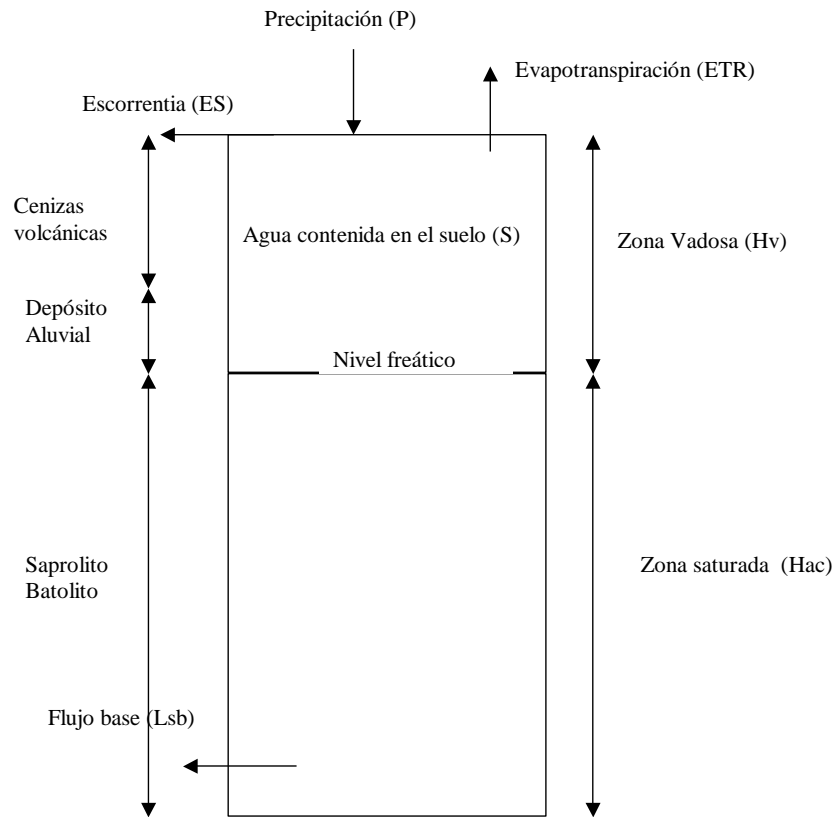 Precipitación (P)
Evapotranspiración (ETR)
Escorrentia (ES)
Cenizas
volcánicas
Agua contenida en el suelo (S)
Zona Vadosa (Hv)
Depósito
Aluvial
Nivel freático
Saprolito
Batolito
Zona saturada (Hac)
Flujo base (Lsb)